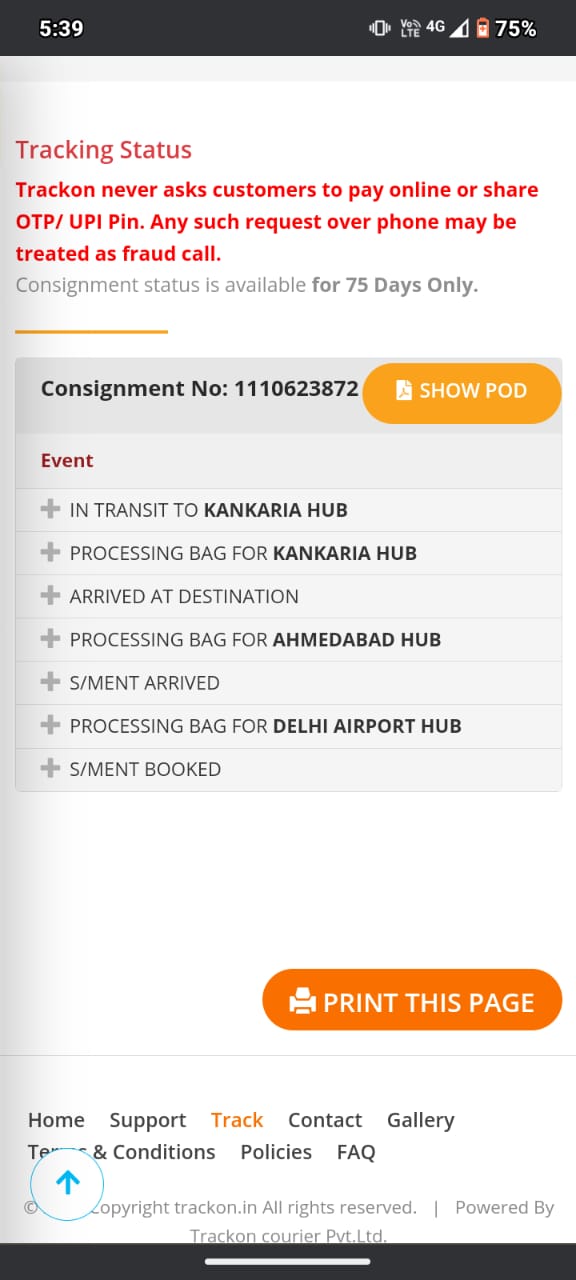 5:39 Vo)) LTE 4G 75%
Tracking Status
Trackon never asks customers to pay online or share
OTP/ UPI Pin. Any such request over phone may be
treated as fraud call.
Consignment status is available for 75 Days Only.
Consignment No: 1110623872 SHOW POD
Event
IN TRANSIT TO KANKARIA HUB
PROCESSING BAG FOR KANKARIA HUB
ARRIVED AT DESTINATION
PROCESSING BAG FOR AHMEDABAD HUB
S/MENT ARRIVED
PROCESSING BAG FOR DELHI AIRPORT HUB
S/MENT BOOKED
PRINT THIS PAGE
Home Support Track Contact Gallery
& Conditions Policies FAQ
© opyright trackon.in All rights reserved. | Powered By
Trackon courier Pvt.Ltd.